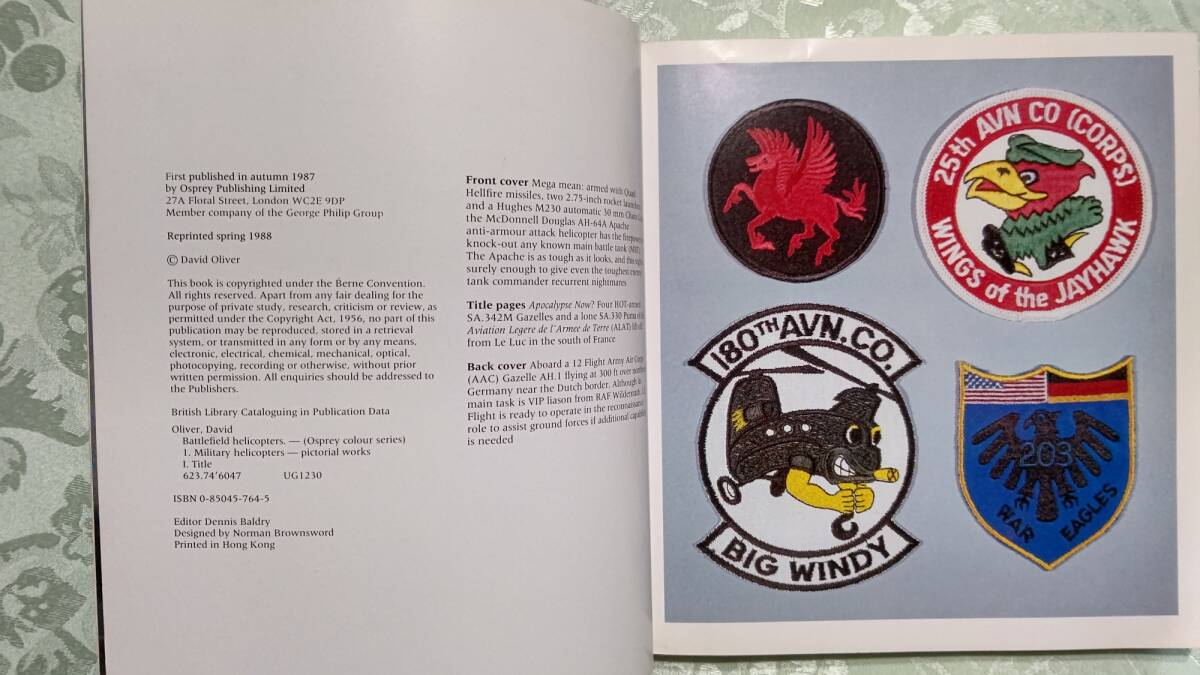 First published in autumn 1987
by Osprey Publishing Limited
27A Floral Street, London WC2E 9DP
Member company of the George Philip Group
Reprinted spring 1988
© David Oliver
This book is copyrighted under the Berne Convention.
All rights reserved. Apart from any fair dealing for the
purpose of private study, research, criticism or review, as
permitted under the Copyright Act, 1956, no part of this
publication may be reproduced, stored in a retrieval
system, or transmitted in any form or by any means,
electronic, electrical, chemical, mechanical, optical,
photocopying, recording or otherwise, without prior
written permission. All enquiries should be addressed to
the Publishers.
British Library Cataloguing in Publication Data
Oliver, David
Battlefield helicopters. — (Osprey colour series)
1. Military helicopters — pictorial works
I. Title
623.74'6047 UG1230
ISBN 0-85045-764-5
Editor Dennis Baldry
Designed by Norman Brownsword
Printed in Hong Kong
Front cover Mega mean: armed with Quad
Hellfire missiles, two 2.75-inch rocket launchers
and a Hughes M230 automatic 30 mm Chain
the McDonnell Douglas AH-64A Apache
anti-armour attack helicopter has the firepower
knock-out any known main battle tank (MBT).
The Apache is as tough as it looks, and
surely enough to give even the toughest enemy
tank commander recurrent nightmares
Title pages Apocalypse Now? Four HOT-armed
SA.342M Gazelles and a lone SA.330 Puma of
Aviation Legere de l'Armee de Terre (ALAT)
from Le Luc in the south of France
Back cover Aboard a 12 Flight Army Air Corps
(AAC) Gazelle AH.1 flying at 300 ft over northern
Germany near the Dutch border. Although
main task is VIP liason from RAF Wildenrath,
Flight is ready to operate in the reconnaissance
role to assist ground forces if additional capability
is needed
25th AVN CO (CORPS)
WINGS of the JAYHAWK
180TH AVN. CO.
BIG WINDY
203
WAR EAGLES